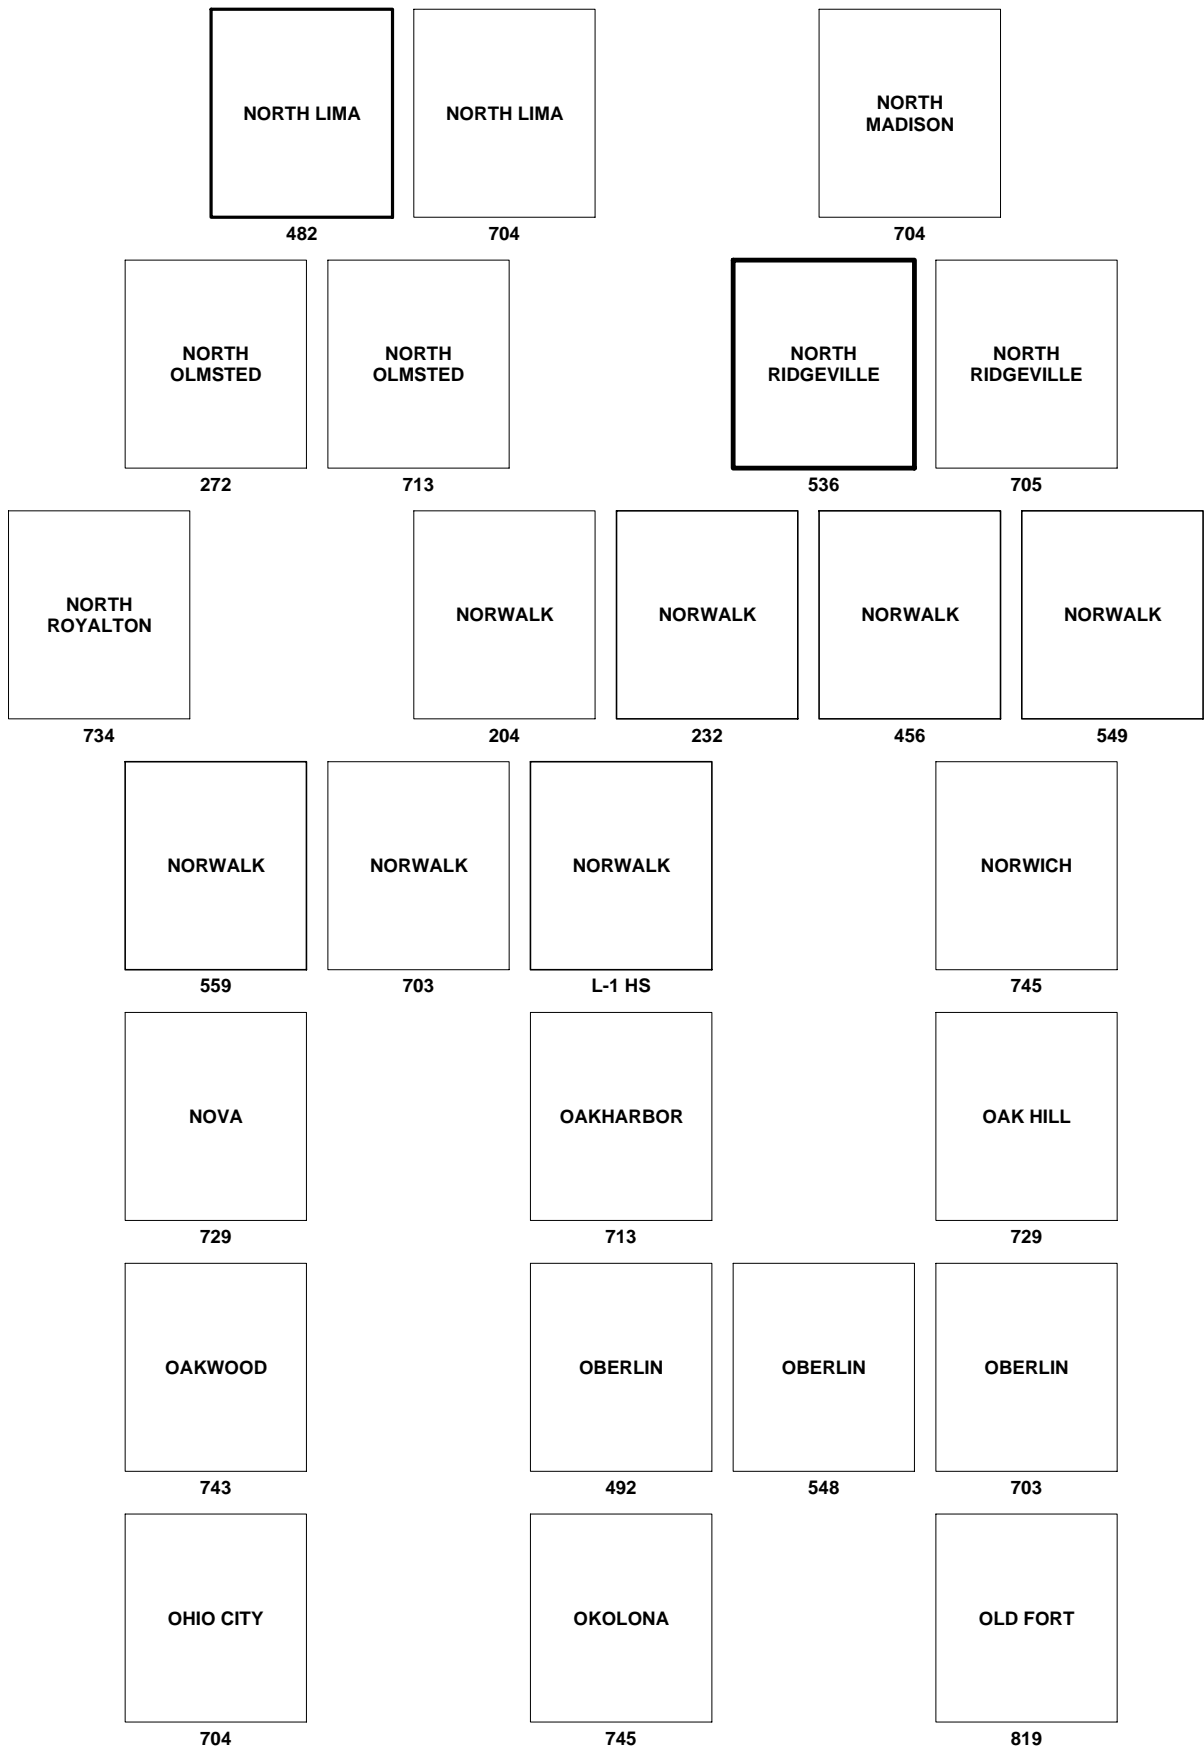 NORTH LIMA
482
NORTH LIMA
704
NORTH
MADISON
704
NORTH
OLMSTED
272
NORTH
OLMSTED
713
NORTH
RIDGEVILLE
536
NORTH
RIDGEVILLE
705
NORTH
ROYALTON
734
NORWALK
204
NORWALK
232
NORWALK
456
NORWALK
549
NORWALK
559
NORWALK
703
NORWALK
L-1 HS
NORWICH
745
NOVA
729
OAKHARBOR
713
OAK HILL
729
OAKWOOD
743
OBERLIN
492
OBERLIN
548
OBERLIN
703
OHIO CITY
704
OKOLONA
745
OLD FORT
819